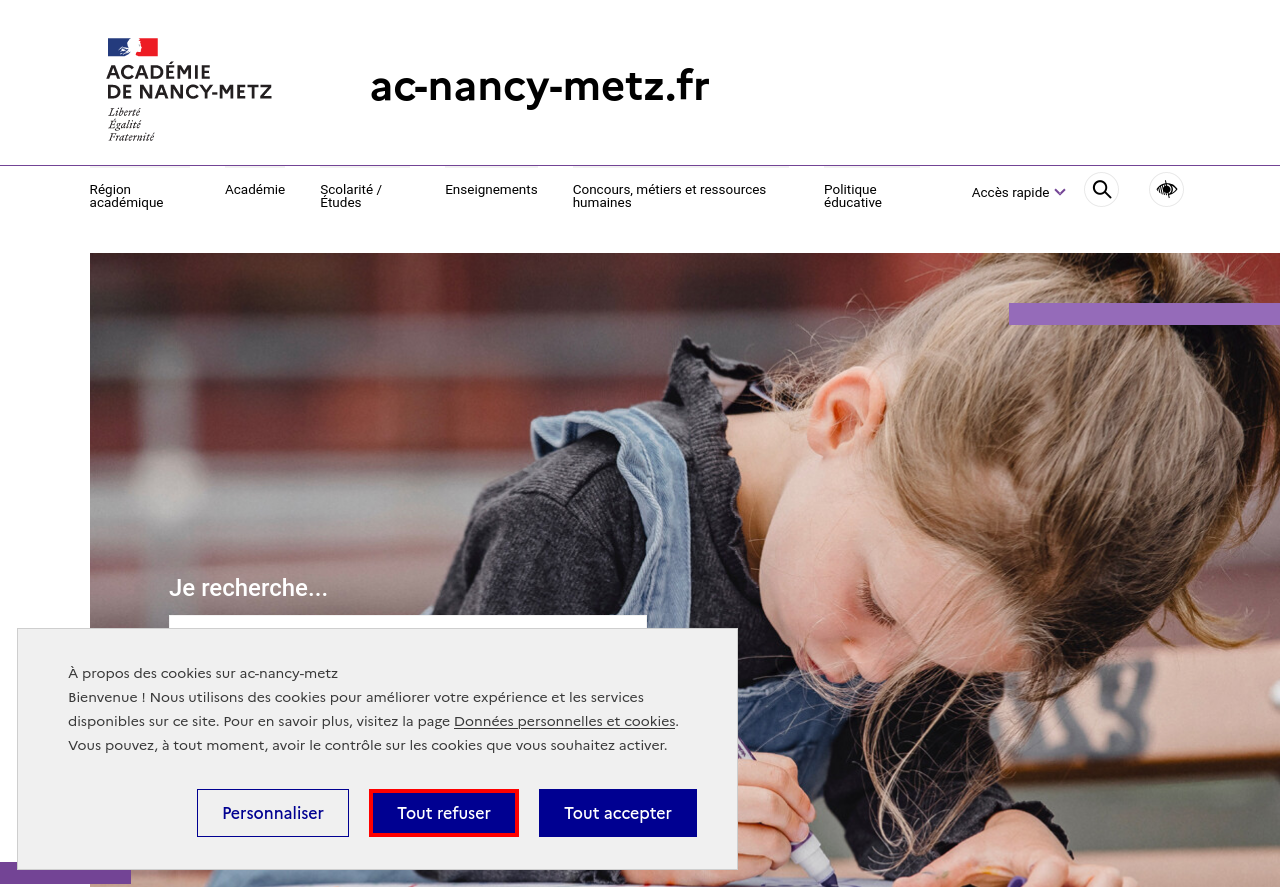 ACADÉMIE
DE NANCY-METZ
Liberté
Égalité
Fraternité
ac-nancy-metz.fr
Région
académique
Académie
Scolarité /
Études
Enseignements
Concours, métiers et ressources
humaines
Politique
éducative
Accès rapide
Je recherche...
À propos des cookies sur ac-nancy-metz
Bienvenue ! Nous utilisons des cookies pour améliorer votre expérience et les services
disponibles sur ce site. Pour en savoir plus, visitez la page Données personnelles et cookies.
Vous pouvez, à tout moment, avoir le contrôle sur les cookies que vous souhaitez activer.
Personnaliser
Tout refuser
Tout accepter